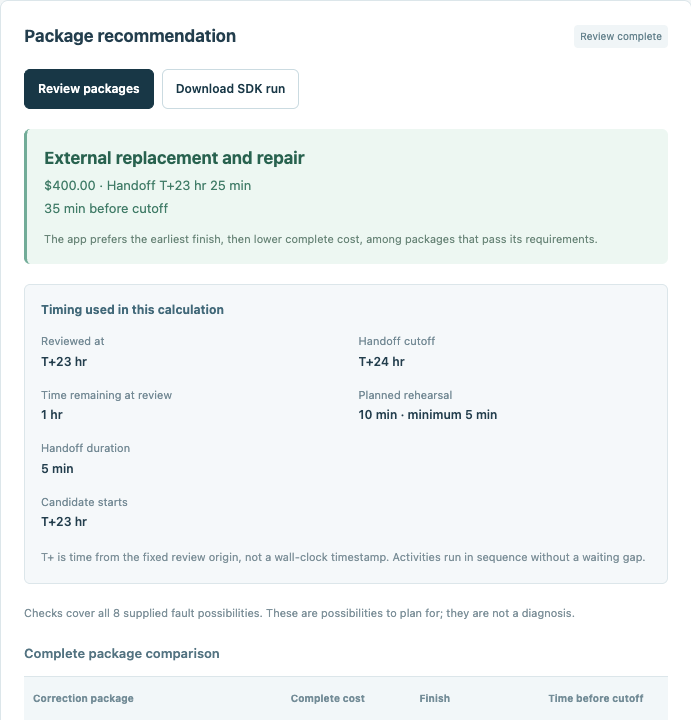 Package recommendation
Review complete
Review packages
Download SDK run
External replacement and repair
$400.00 · Handoff T+23 hr 25 min
35 min before cutoff
The app prefers the earliest finish, then lower complete cost, among packages that pass its requirements.
Timing used in this calculation
Reviewed at
T+23 hr
Handoff cutoff
T+24 hr
Time remaining at review
1 hr
Planned rehearsal
10 min · minimum 5 min
Handoff duration
5 min
Candidate starts
T+23 hr
T+ is time from the fixed review origin, not a wall-clock timestamp. Activities run in sequence without a waiting gap.
Checks cover all 8 supplied fault possibilities. These are possibilities to plan for; they are not a diagnosis.
Complete package comparison
Correction package Complete cost Finish Time before cutoff